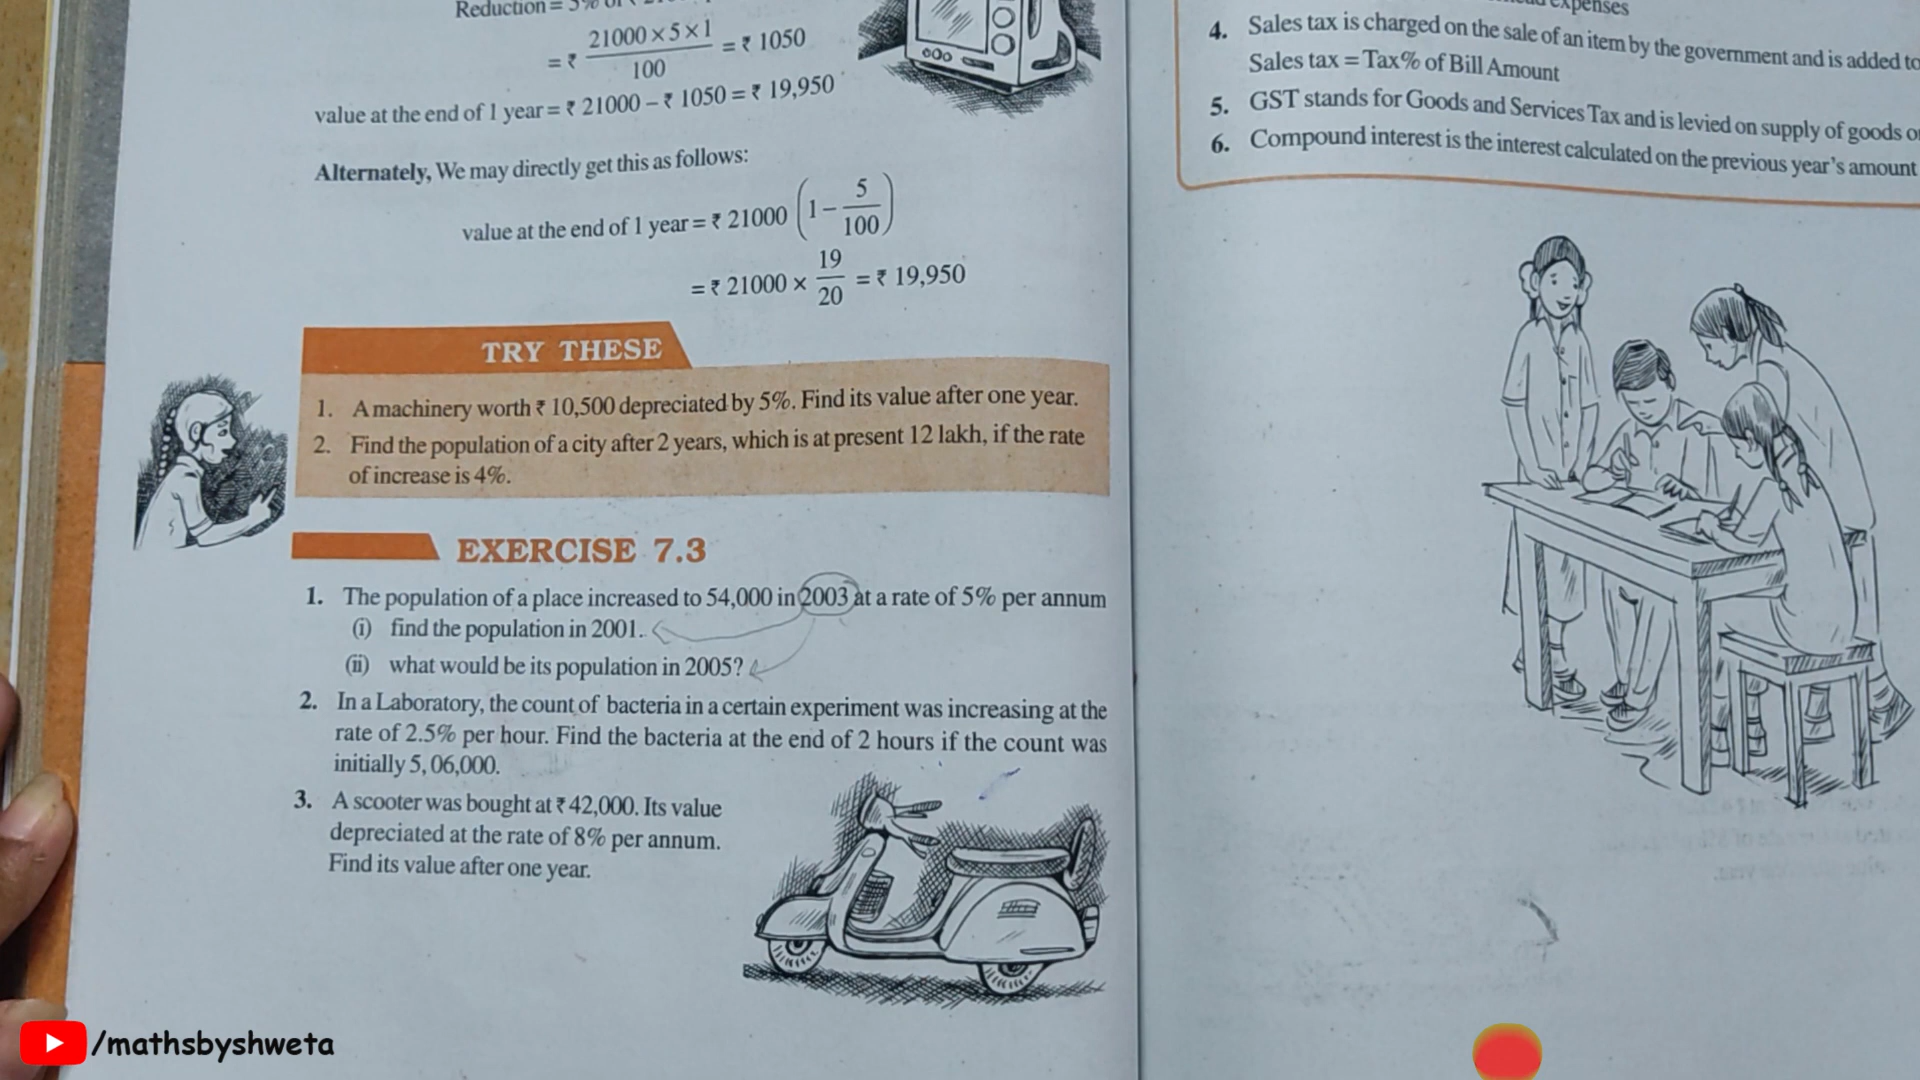 Reduction = 5% of
= ₹ 21000 × 5 × 1 / 100 = ₹ 1050
value at the end of 1 year = ₹ 21000 – ₹ 1050 = ₹ 19,950
Alternately, We may directly get this as follows:
value at the end of 1 year = ₹ 21000 (1 – 5/100)
= ₹ 21000 × 19/20 = ₹ 19,950
TRY THESE
1. A machinery worth ₹ 10,500 depreciated by 5%. Find its value after one year.
2. Find the population of a city after 2 years, which is at present 12 lakh, if the rate
of increase is 4%.
EXERCISE 7.3
1. The population of a place increased to 54,000 in 2003 at a rate of 5% per annum
(i) find the population in 2001.
(ii) what would be its population in 2005?
2. In a Laboratory, the count of bacteria in a certain experiment was increasing at the
rate of 2.5% per hour. Find the bacteria at the end of 2 hours if the count was
initially 5, 06,000.
3. A scooter was bought at ₹ 42,000. Its value
depreciated at the rate of 8% per annum.
Find its value after one year.
expenses
4. Sales tax is charged on the sale of an item by the government and is added to
Sales tax = Tax% of Bill Amount
5. GST stands for Goods and Services Tax and is levied on supply of goods o
6. Compound interest is the interest calculated on the previous year's amount
/mathsbyshweta